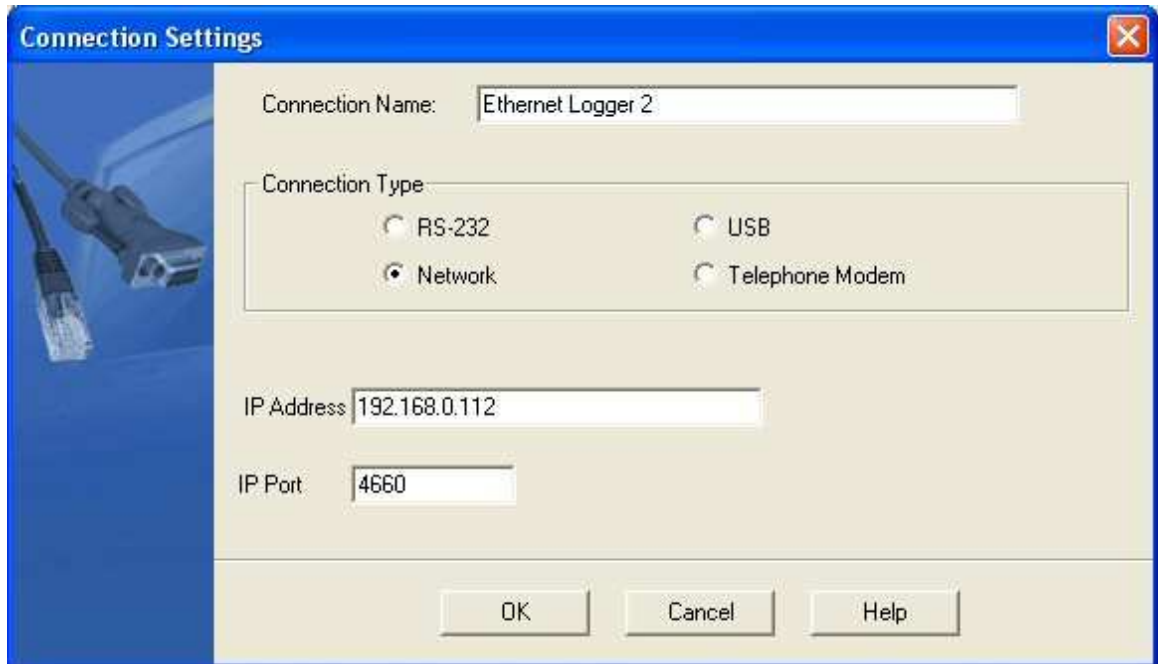 Connection Settings
Connection Name: Ethernet Logger 2
Connection Type
RS-232 USB
Network Telephone Modem
IP Address 192.168.0.112
IP Port 4660
OK Cancel Help